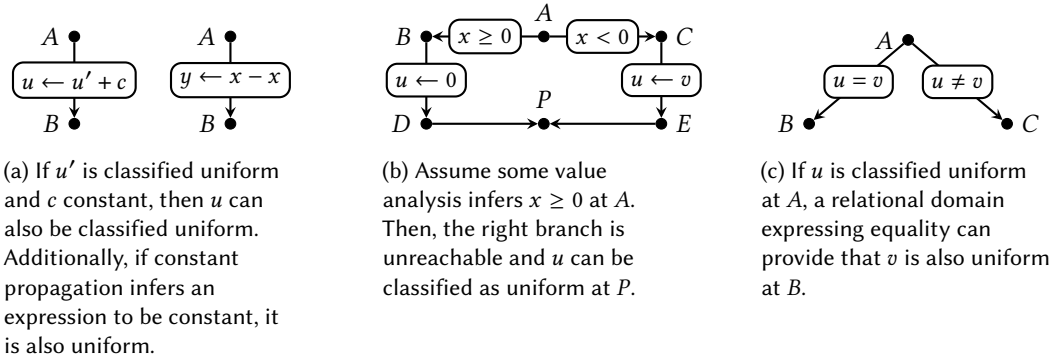 A
u ← u′ + c
B
A
y ← x − x
B
(a) If u′ is classified uniform
and c constant, then u can
also be classified uniform.
Additionally, if constant
propagation infers an
expression to be constant, it
is also uniform.
A
B
x ≥ 0
x < 0
C
u ← 0
u ← v
P
D
E
(b) Assume some value
analysis infers x ≥ 0 at A.
Then, the right branch is
unreachable and u can be
classified as uniform at P.
A
u = v
u ≠ v
B
C
(c) If u is classified uniform
at A, a relational domain
expressing equality can
provide that v is also uniform
at B.